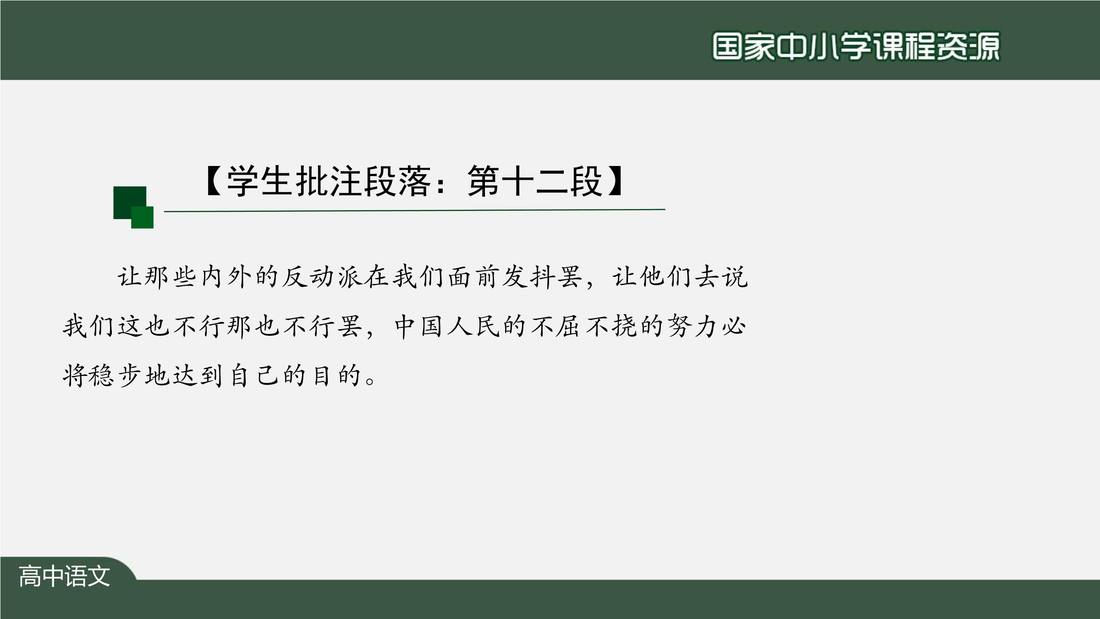 国家中小学课程资源
【学生批注段落：第十二段】
让那些内外的反动派在我们面前发抖罢，让他们去说
我们这也不行那也不行罢，中国人民的不屈不挠的努力必
将稳步地达到自己的目的。
高中语文